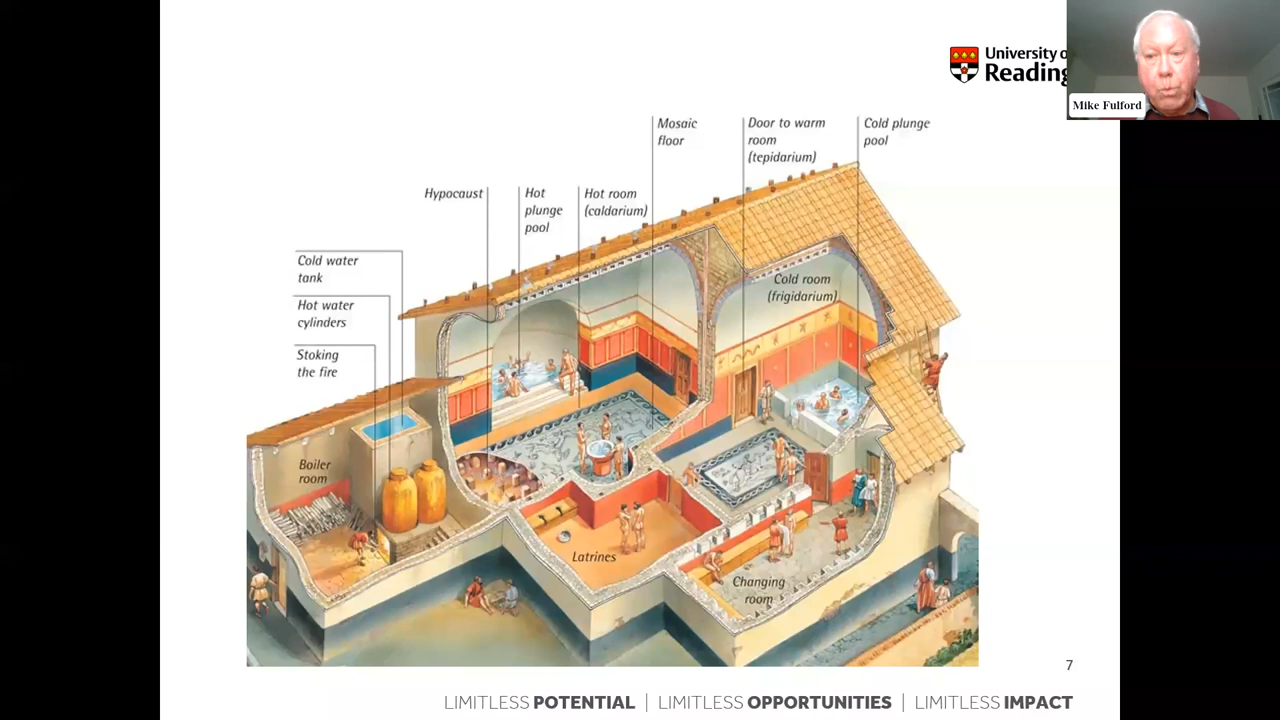 University of
Reading
Mike Fulford
Mosaic
floor
Door to warm
room
(tepidarium)
Cold plunge
pool
Hypocaust
Hot
plunge
pool
Hot room
(caldarium)
Cold water
tank
Hot water
cylinders
Stoking
the fire
Cold room
(frigidarium)
Boiler
room
Latrines
Changing
room
7
LIMITLESS POTENTIAL | LIMITLESS OPPORTUNITIES | LIMITLESS IMPACT